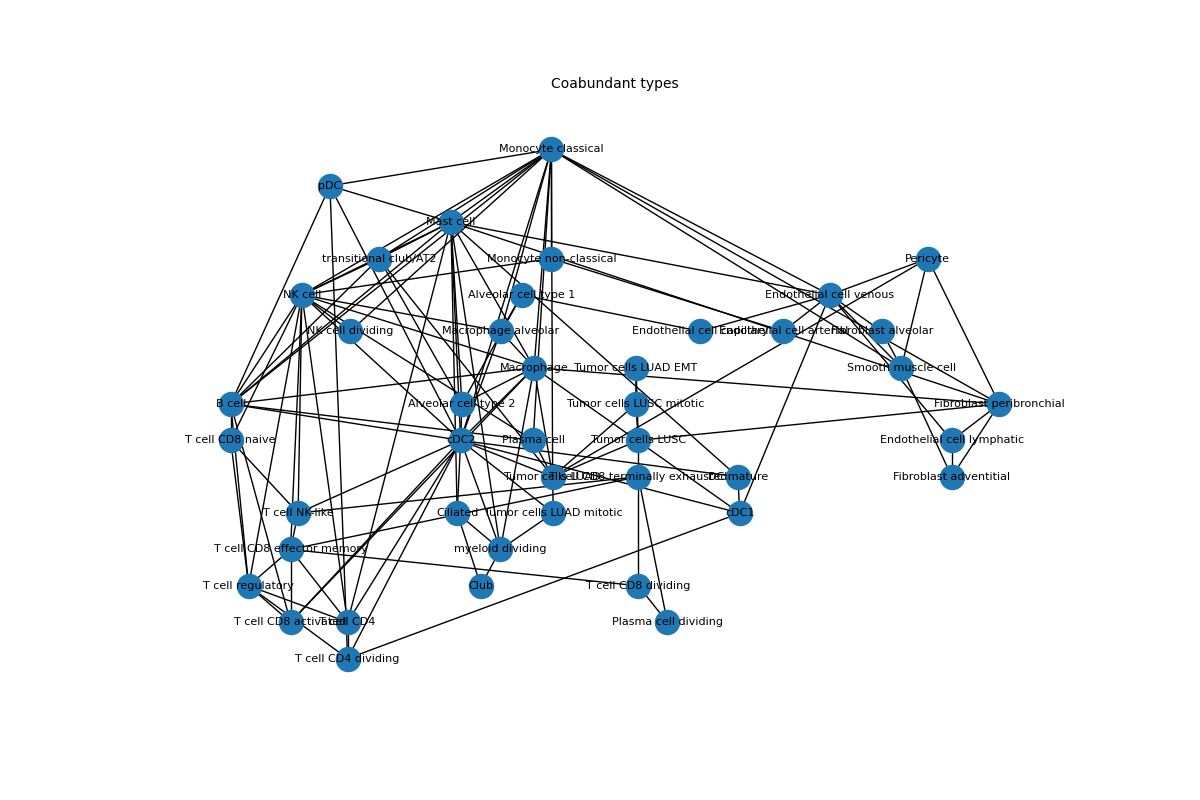 Coabundant types
Monocyte classical
pDC
Mast cell
transitional club/AT2
Monocyte non-classical
Pericyte
NK cell
Alveolar cell type 1
Endothelial cell venous
NK cell dividing
Macrophage alveolar
Endothelial cell capillary
Endothelial cell arterial
Fibroblast alveolar
Macrophage
Tumor cells LUAD EMT
Smooth muscle cell
B cell
Alveolar cell type 2
Tumor cells LUSC mitotic
Fibroblast peribronchial
T cell CD8 naive
cDC2
Plasma cell
Tumor cells LUSC
Endothelial cell lymphatic
Tumor cells LUAD
T cell CD8 terminally exhausted
DC mature
Fibroblast adventitial
T cell NK-like
Ciliated
Tumor cells LUAD mitotic
cDC1
T cell CD8 effector memory
myeloid dividing
T cell regulatory
Club
T cell CD8 dividing
T cell CD8 activated
T cell CD4
Plasma cell dividing
T cell CD4 dividing